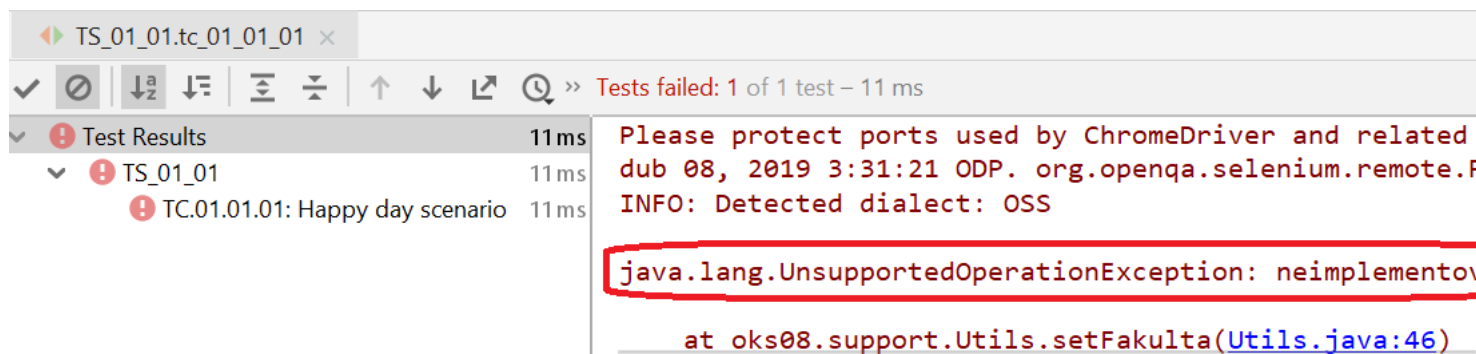 TS_01_01.tc_01_01_01
Tests failed: 1 of 1 test – 11 ms
Test Results 11 ms
TS_01_01 11 ms
TC.01.01.01: Happy day scenario 11 ms
Please protect ports used by ChromeDriver and related
dub 08, 2019 3:31:21 ODP. org.openqa.selenium.remote.
INFO: Detected dialect: OSS
java.lang.UnsupportedOperationException: neimplementov
at oks08.support.Utils.setFakulta(Utils.java:46)